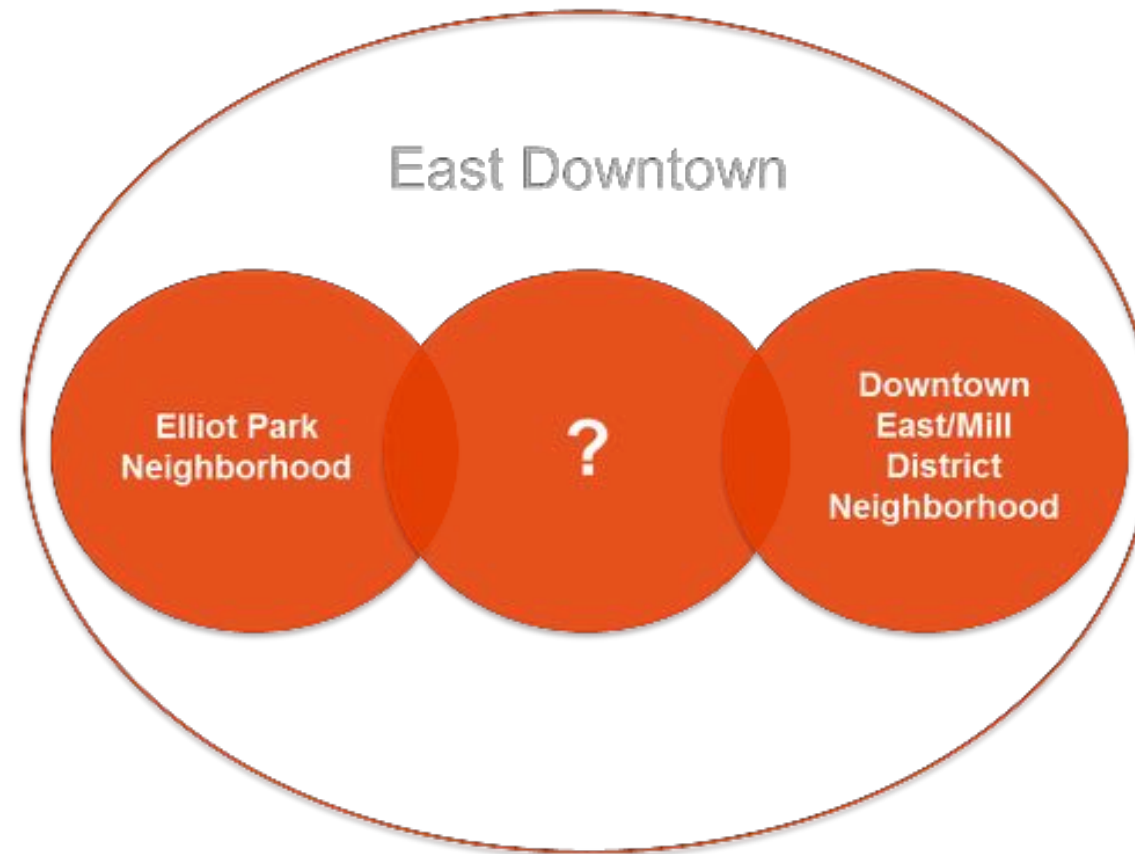 East Downtown
Elliot Park
Neighborhood
?
Downtown
East/Mill
District
Neighborhood